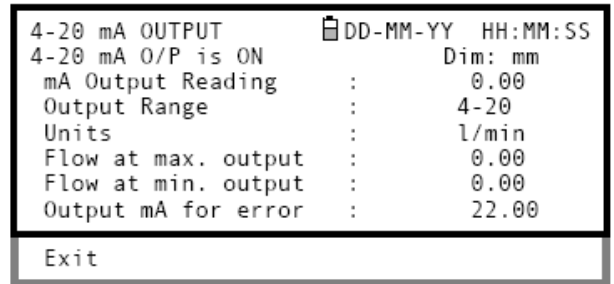 4-20 mA OUTPUT DD-MM-YY HH:MM:SS
4-20 mA O/P is ON Dim: mm
mA Output Reading : 0.00
Output Range : 4-20
Units : l/min
Flow at max. output : 0.00
Flow at min. output : 0.00
Output mA for error : 22.00
Exit